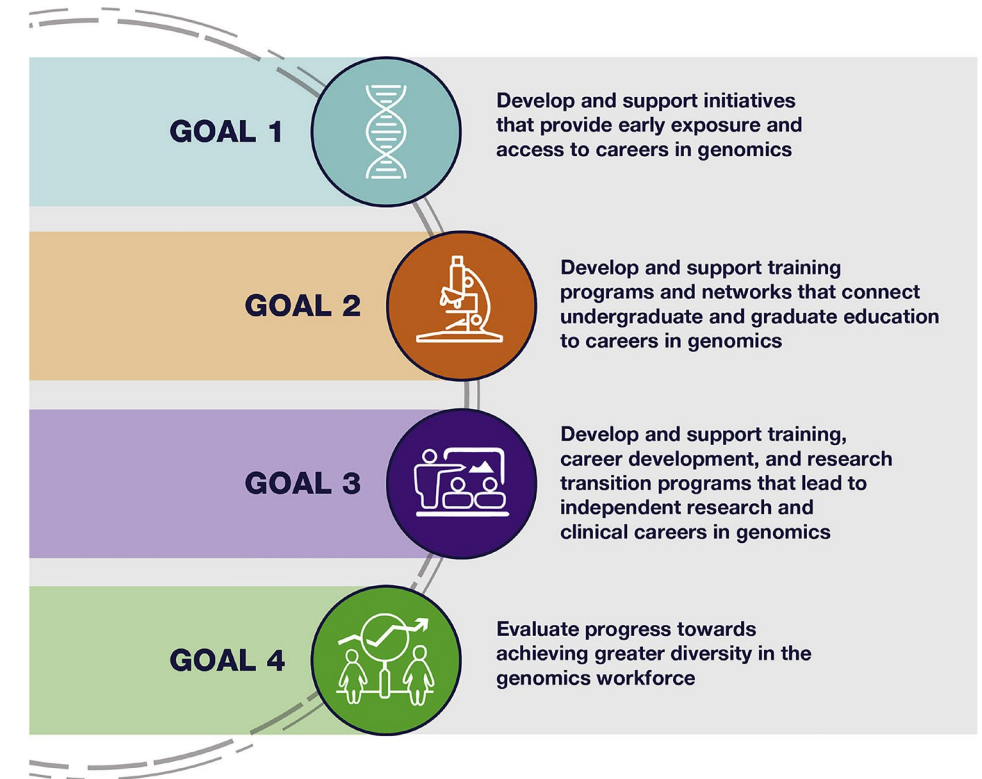 GOAL 1
Develop and support initiatives
that provide early exposure and
access to careers in genomics
GOAL 2
Develop and support training
programs and networks that connect
undergraduate and graduate education
to careers in genomics
GOAL 3
Develop and support training,
career development, and research
transition programs that lead to
independent research and
clinical careers in genomics
GOAL 4
Evaluate progress towards
achieving greater diversity in the
genomics workforce